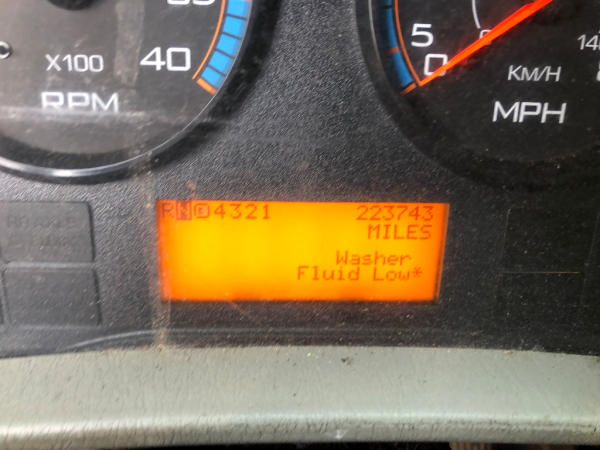 X100
40
RPM
5
0
KM/H
MPH
RNⒹ4321 223743
MILES
Washer
Fluid Low*